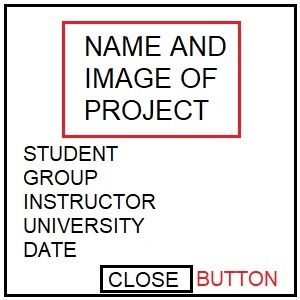 NAME AND
IMAGE OF
PROJECT
STUDENT
GROUP
INSTRUCTOR
UNIVERSITY
DATE
CLOSE BUTTON